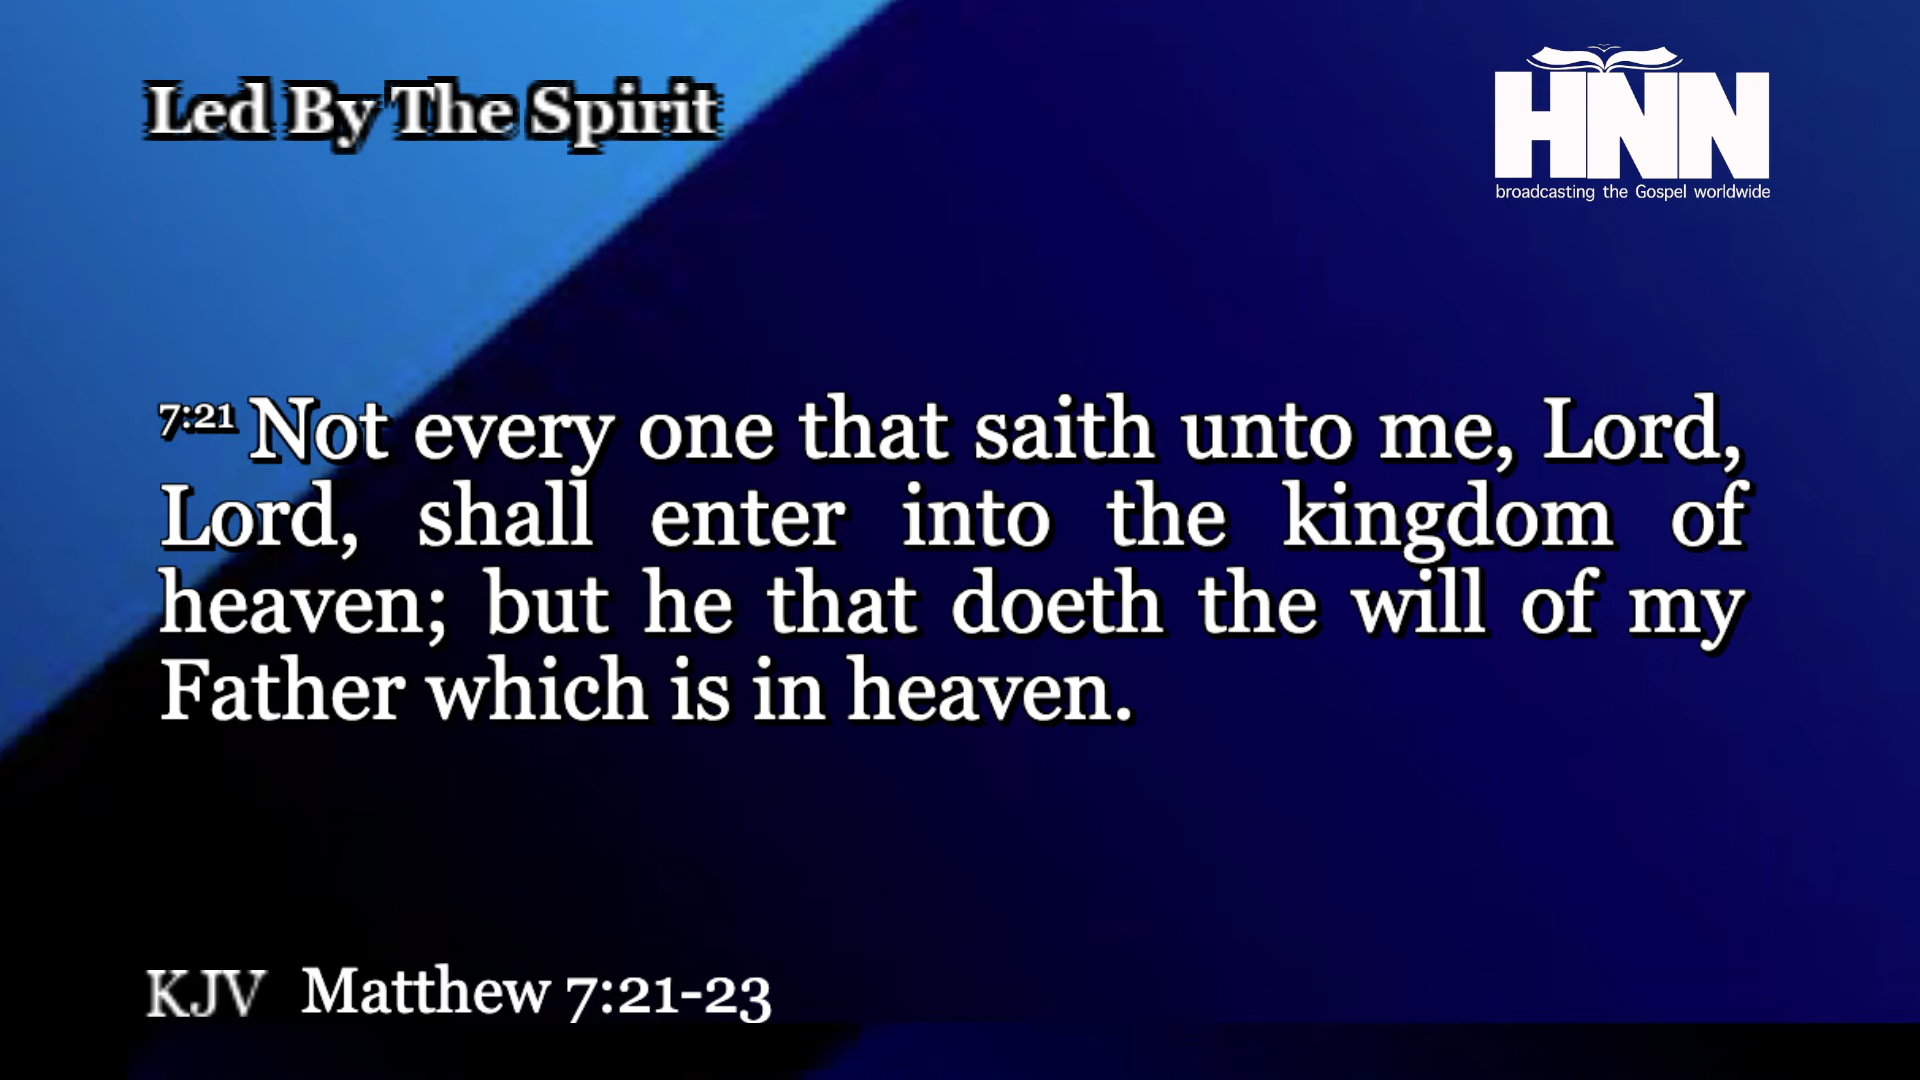 Led By The Spirit
HNN
broadcasting the Gospel worldwide
7:21 Not every one that saith unto me, Lord,
Lord, shall enter into the kingdom of
heaven; but he that doeth the will of my
Father which is in heaven.
KJV Matthew 7:21-23